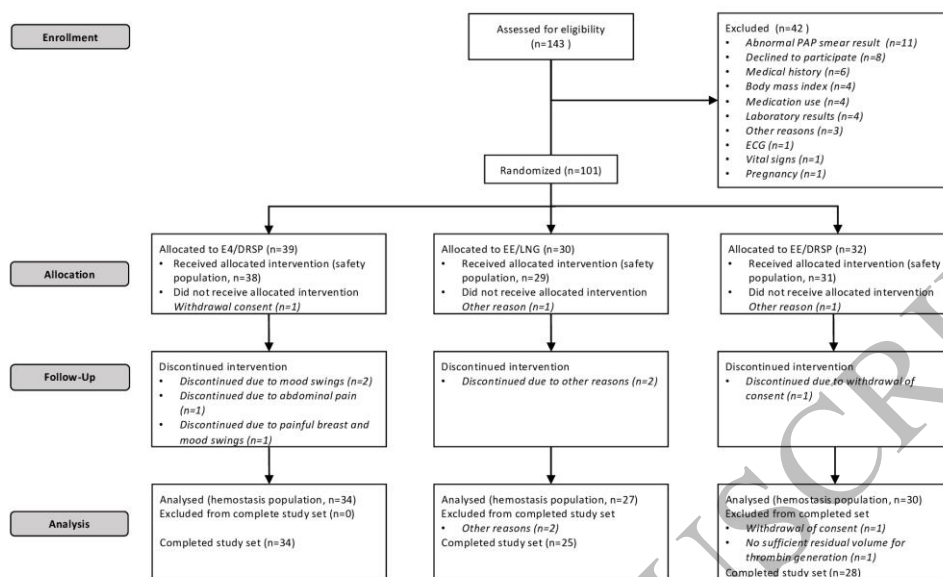 Enrollment
Assessed for eligibility
(n=143 )
Excluded (n=42 )
• Abnormal PAP smear result (n=11)
• Declined to participate (n=8)
• Medical history (n=6)
• Body mass index (n=4)
• Medication use (n=4)
• Laboratory results (n=4)
• Other reasons (n=3)
• ECG (n=1)
• Vital signs (n=1)
• Pregnancy (n=1)
Randomized (n=101)
Allocation
Allocated to E4/DRSP (n=39)
• Received allocated intervention (safety
population, n=38)
• Did not receive allocated intervention
Withdrawal consent (n=1)
Allocated to EE/LNG (n=30)
• Received allocated intervention (safety
population, n=29)
• Did not receive allocated intervention
Other reason (n=1)
Allocated to EE/DRSP (n=32)
• Received allocated intervention (safety
population, n=31)
• Did not receive allocated intervention
Other reason (n=1)
Follow-Up
Discontinued intervention
• Discontinued due to mood swings (n=2)
• Discontinued due to abdominal pain
(n=1)
• Discontinued due to painful breast and
mood swings (n=1)
Discontinued intervention
• Discontinued due to other reasons (n=2)
Discontinued intervention
• Discontinued due to withdrawal of
consent (n=1)
Analysis
Analysed (hemostasis population, n=34)
Excluded from complete study set (n=0)
Completed study set (n=34)
Analysed (hemostasis population, n=27)
Excluded from completed study set
• Other reasons (n=2)
Completed study set (n=25)
Analysed (hemostasis population, n=30)
Excluded from completed set
• Withdrawal of consent (n=1)
• No sufficient residual volume for
thrombin generation (n=1)
Completed study set (n=28)